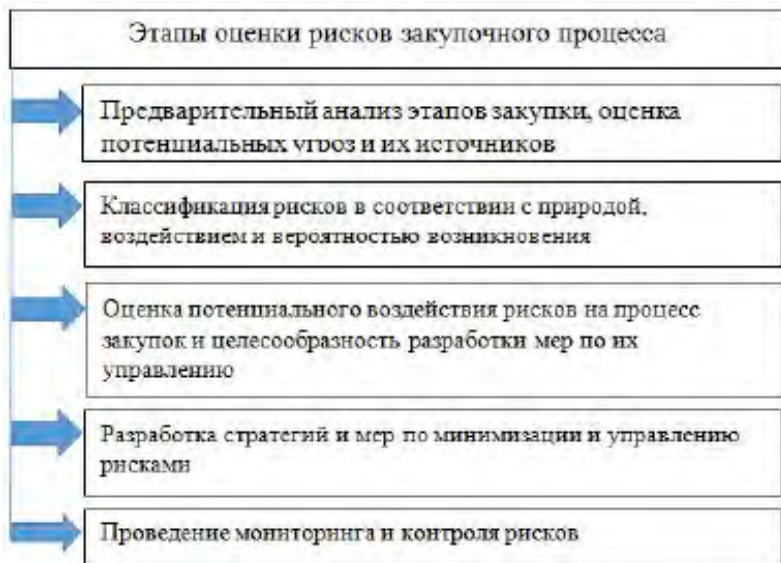 Этапы оценки рисков закупочного процесса
Предварительный анализ этапов закупки, оценка
потенциальных угроз и их источников
Классификация рисков в соответствии с природой,
воздействием и вероятностью возникновения
Оценка потенциального воздействия рисков на процесс
закупок и целесообразность разработки мер по их
управлению
Разработка стратегий и мер по минимизации и управлению
рисками
Проведение мониторинга и контроля рисков